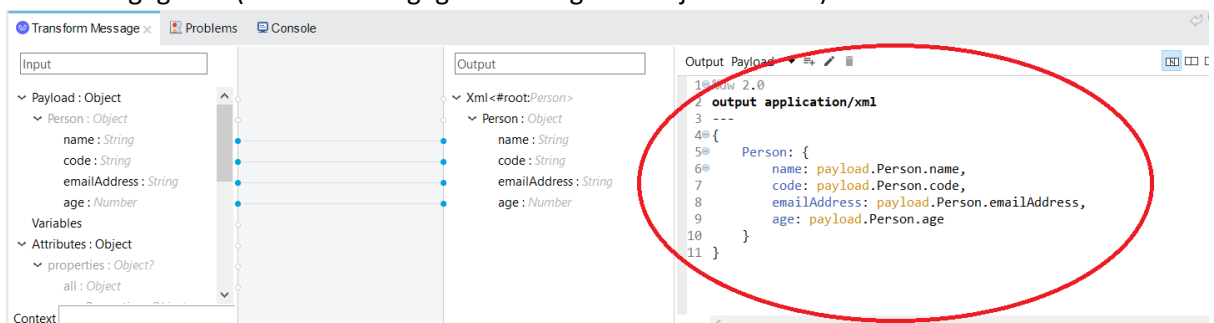 Transform Message Problems Console
Input
Payload : Object
Person : Object
name : String
code : String
emailAddress : String
age : Number
Variables
Attributes : Object
properties : Object?
all : Object
Context
Output
Xml<#root:Person>
Person : Object
name : String
code : String
emailAddress : String
age : Number
Output Payload
1 %dw 2.0
2 output application/xml
3 ---
4 {
5 Person: {
6 name: payload.Person.name,
7 code: payload.Person.code,
8 emailAddress: payload.Person.emailAddress,
9 age: payload.Person.age
10 }
11 }